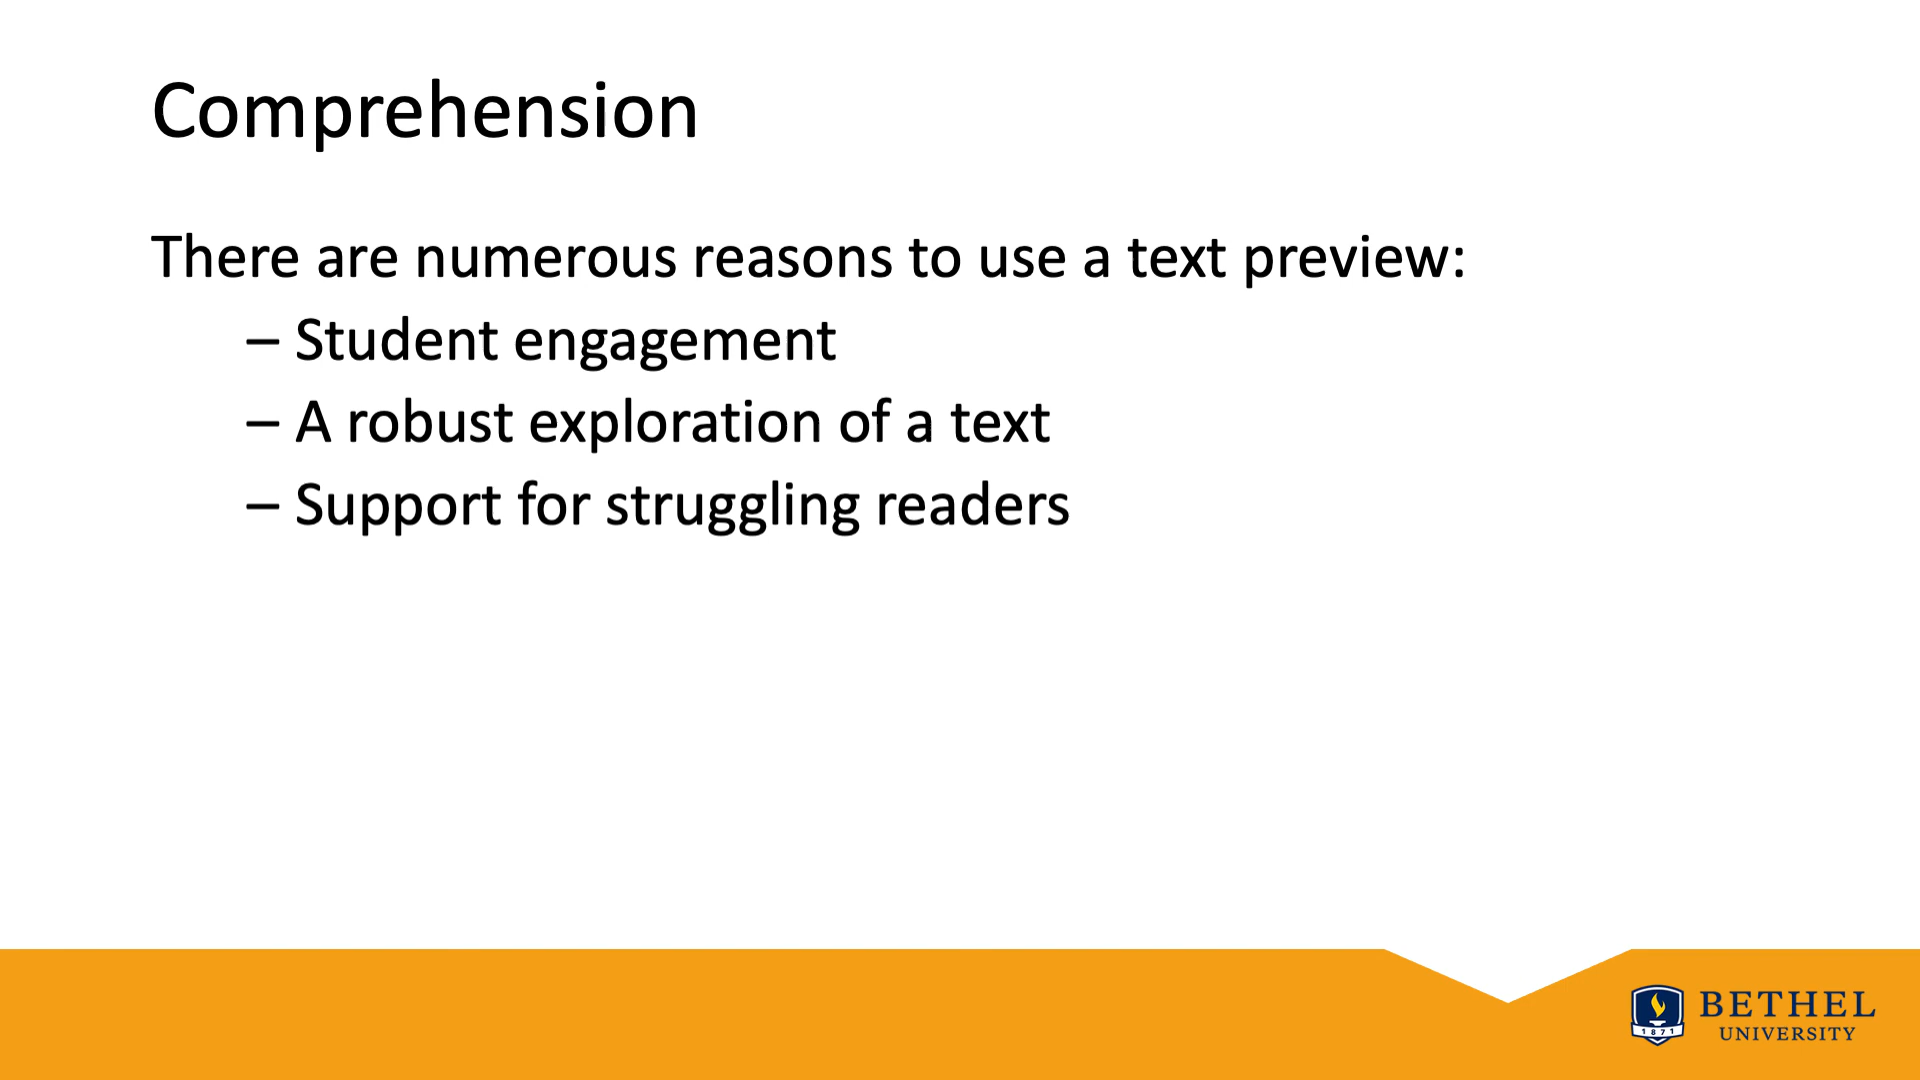 Comprehension
There are numerous reasons to use a text preview:
– Student engagement
– A robust exploration of a text
– Support for struggling readers
BETHEL
UNIVERSITY
1871